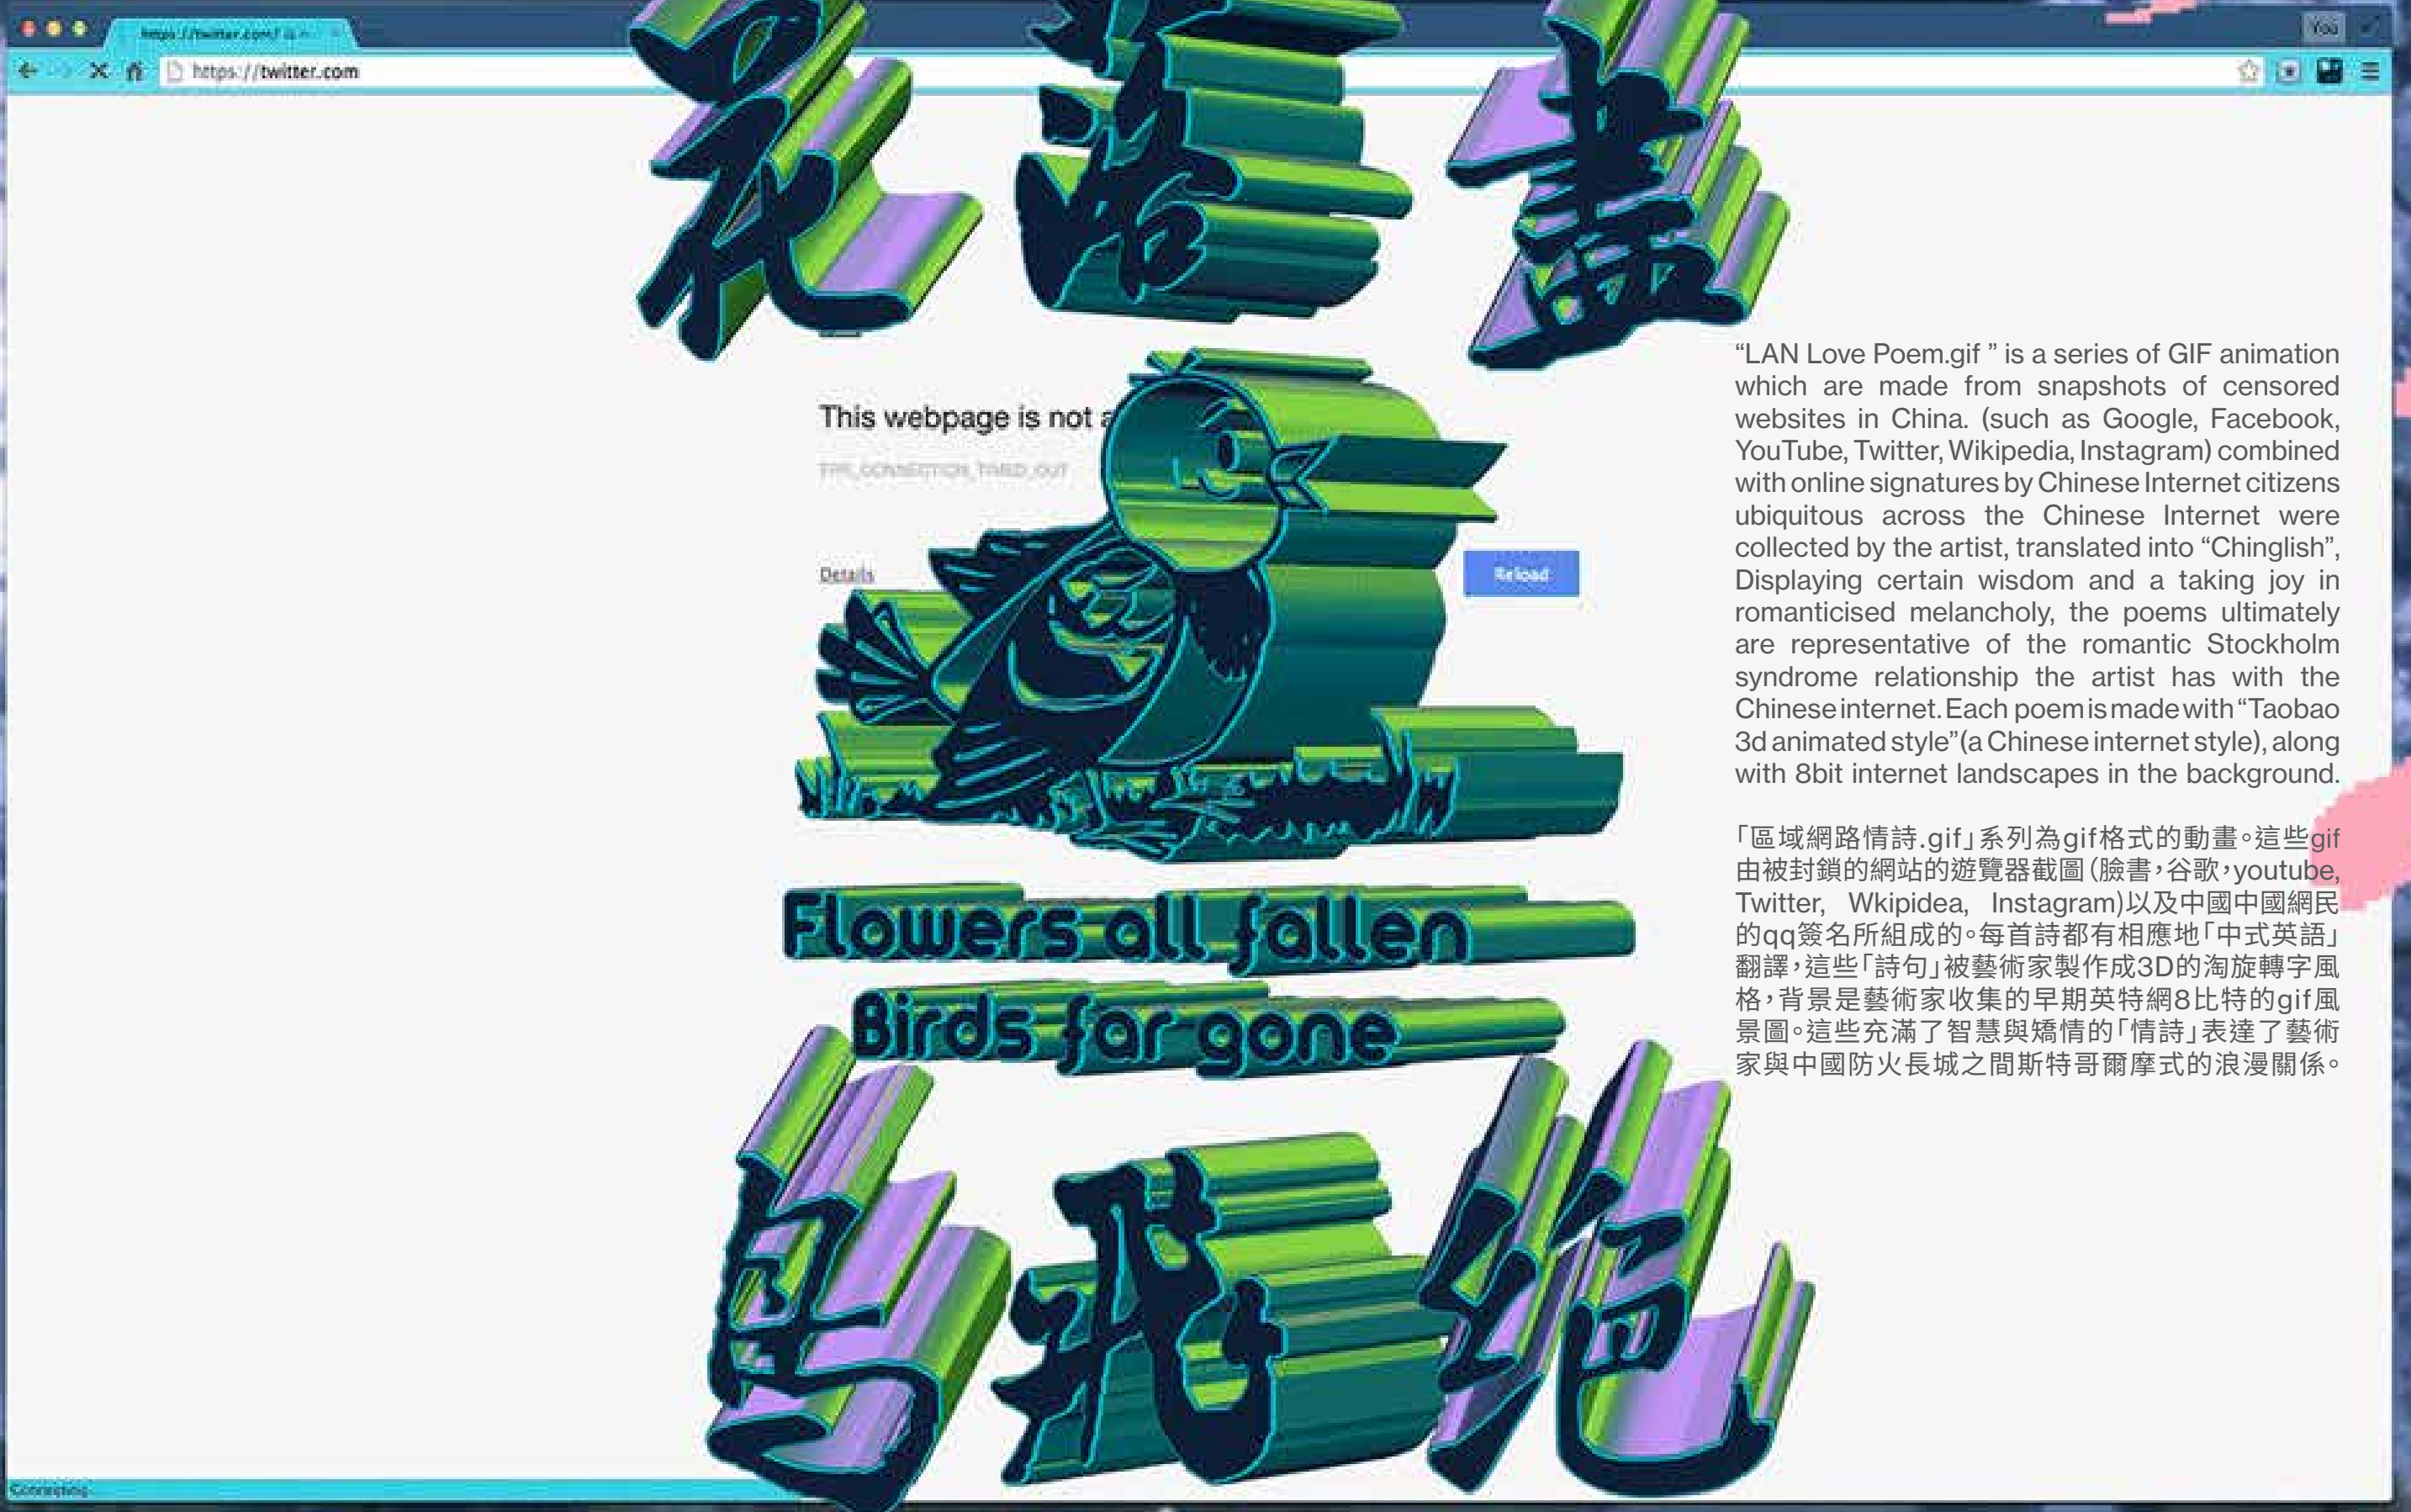 https://twitter.com/
You
https://twitter.com
花落盡
This webpage is not a
ERR_CONNECTION_TIMED_OUT
Details
Reload
Flowers all fallen
Birds far gone
鳥飛绝
Connecting...
“LAN Love Poem.gif ” is a series of GIF animation
which are made from snapshots of censored
websites in China. (such as Google, Facebook,
YouTube, Twitter, Wikipedia, Instagram) combined
with online signatures by Chinese Internet citizens
ubiquitous across the Chinese Internet were
collected by the artist, translated into “Chinglish”,
Displaying certain wisdom and a taking joy in
romanticised melancholy, the poems ultimately
are representative of the romantic Stockholm
syndrome relationship the artist has with the
Chinese internet. Each poem is made with “Taobao
3d animated style”(a Chinese internet style), along
with 8bit internet landscapes in the background.
「區域網路情詩.gif」系列為gif格式的動畫。這些gif
由被封鎖的網站的遊覽器截圖（臉書，谷歌，youtube,
Twitter, Wkipidea, Instagram)以及中國中國網民
的qq簽名所組成的。每首詩都有相應地「中式英語」
翻譯，這些「詩句」被藝術家製作成3D的淘旋轉字風
格，背景是藝術家收集的早期英特網8比特的gif風
景圖。這些充滿了智慧與矯情的「情詩」表達了藝術
家與中國防火長城之間斯特哥爾摩式的浪漫關係。